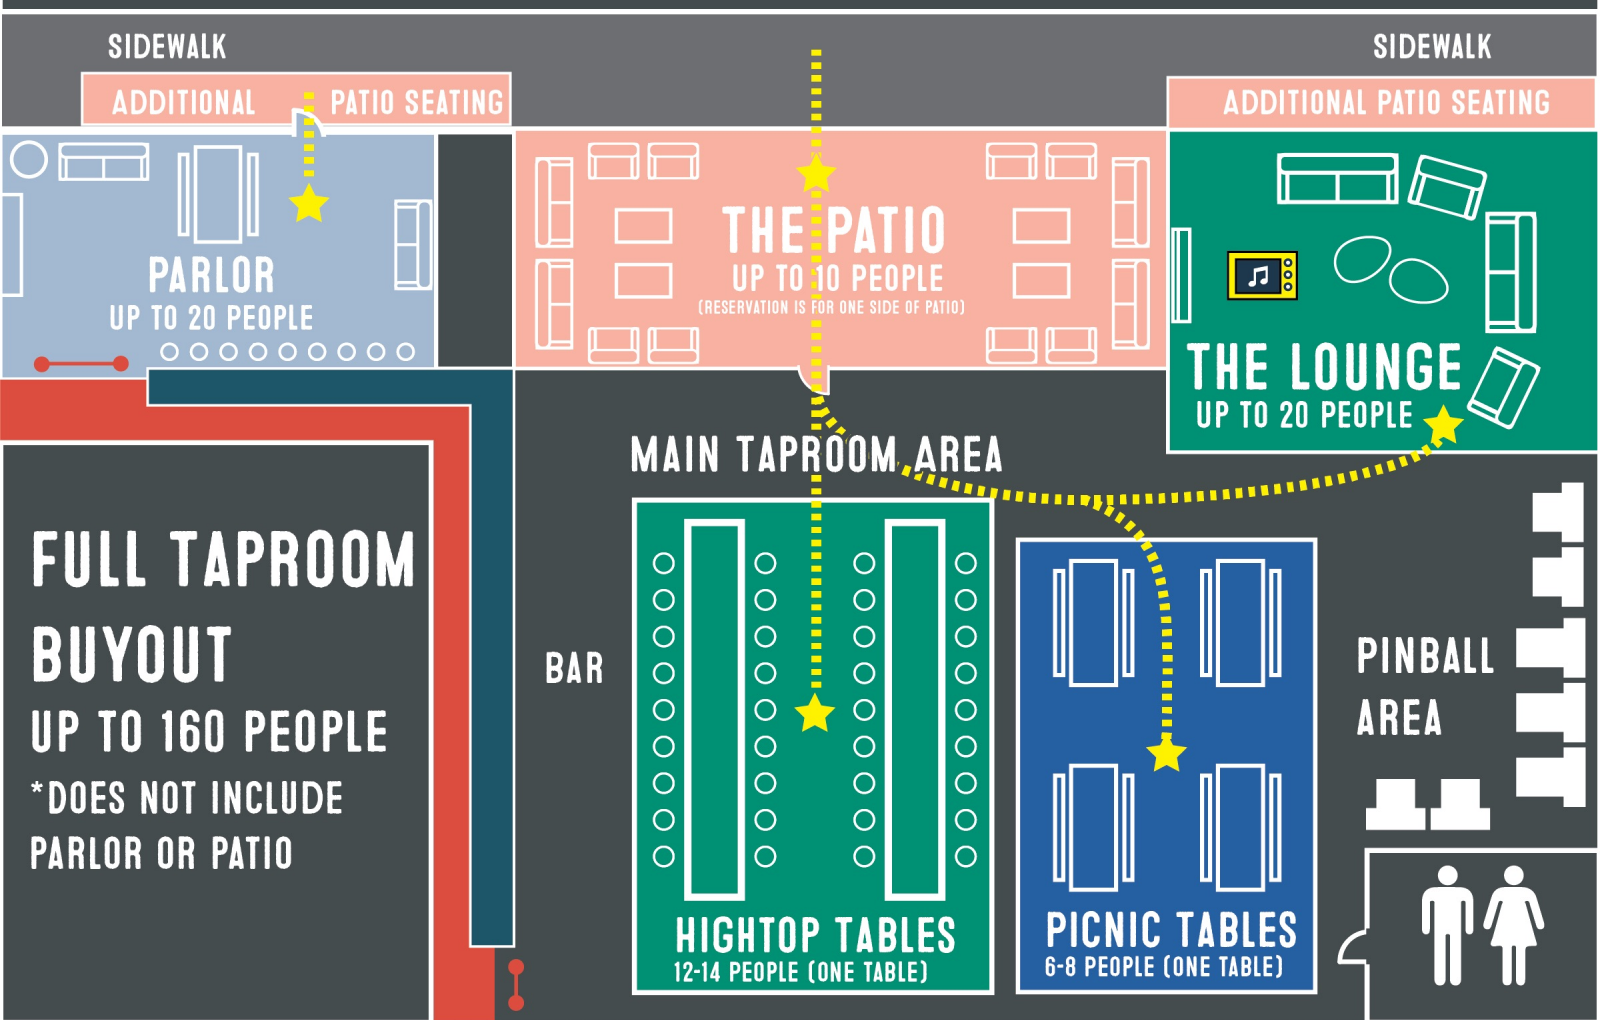 SIDEWALK
SIDEWALK
ADDITIONAL PATIO SEATING
ADDITIONAL PATIO SEATING
PARLOR
UP TO 20 PEOPLE
THE PATIO
UP TO 10 PEOPLE
(RESERVATION IS FOR ONE SIDE OF PATIO)
THE LOUNGE
UP TO 20 PEOPLE
MAIN TAPROOM AREA
FULL TAPROOM
BUYOUT
UP TO 160 PEOPLE
*DOES NOT INCLUDE
PARLOR OR PATIO
BAR
HIGHTOP TABLES
12-14 PEOPLE (ONE TABLE)
PICNIC TABLES
6-8 PEOPLE (ONE TABLE)
PINBALL
AREA